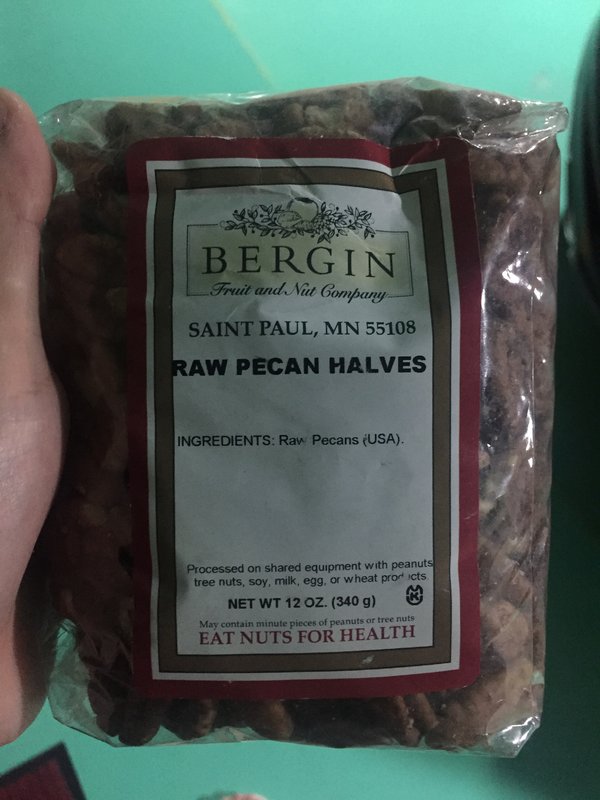 BERGIN
Fruit and Nut Company
SAINT PAUL, MN 55108
RAW PECAN HALVES
INGREDIENTS: Raw Pecans (USA).
Processed on shared equipment with peanuts
tree nuts, soy, milk, egg, or wheat products.
NET WT 12 OZ. (340 g)
May contain minute pieces of peanuts or tree nuts
EAT NUTS FOR HEALTH